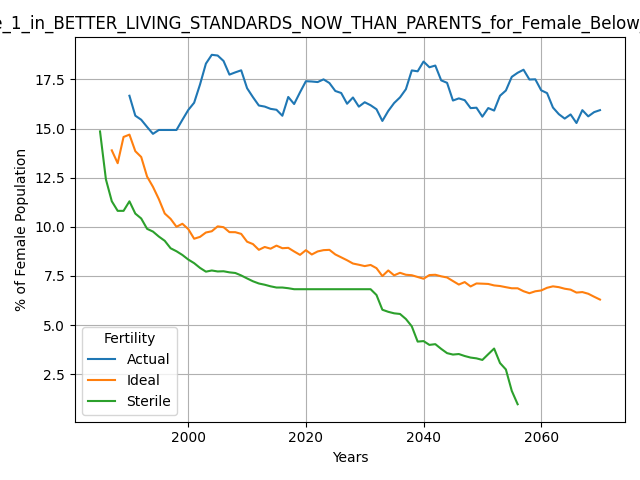 e_1_in_BETTER_LIVING_STANDARDS_NOW_THAN_PARENTS_for_Female_Below_
17.5
15.0
12.5
10.0
7.5
5.0
2.5
% of Female Population
Fertility
Actual
Ideal
Sterile
2000 2020 2040 2060
Years